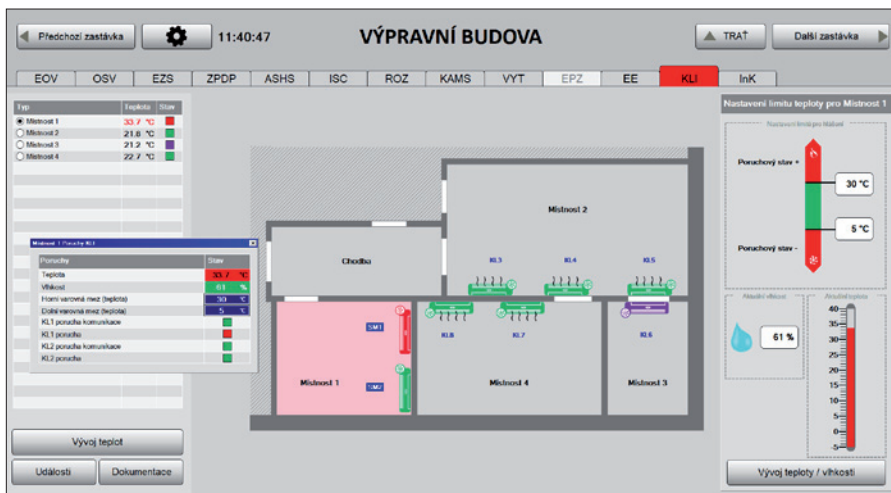 Předchozí zastávka
11:40:47
VÝPRAVNÍ BUDOVA
TRAŤ
Další zastávka
EOV OSV EZS ZPDP ASHS ISC ROZ KAMS VYT EPZ EE KLI InK
Typ Teplota Stav
Místnost 1 33.7 °C
Místnost 2 21.8 °C
Místnost 3 21.2 °C
Místnost 4 22.7 °C
Místnost 1 Poruchy KLI
Poruchy Stav
Teplota 33.7 °C
Vlhkost 61 %
Horní varovná mez (teplota) 30 °C
Dolní varovná mez (teplota) 5 °C
KL1 porucha komunikace
KL1 porucha
KL2 porucha komunikace
KL2 porucha
Vývoj teplot
Události
Dokumentace
Místnost 2
Chodba
KL3 KL4 KL5
SM1
SM2
KL8 KL7 KL6
Místnost 1
Místnost 4
Místnost 3
Nastavení limitu teploty pro Místnost 1
Nastavení limitů pro hlášení
Poruchový stav +
30 °C
5 °C
Poruchový stav -
Aktuální vlhkost
61 %
Aktuální teplota
40
35
30
25
20
15
10
5
0
-5
Vývoj teploty / vlhkosti